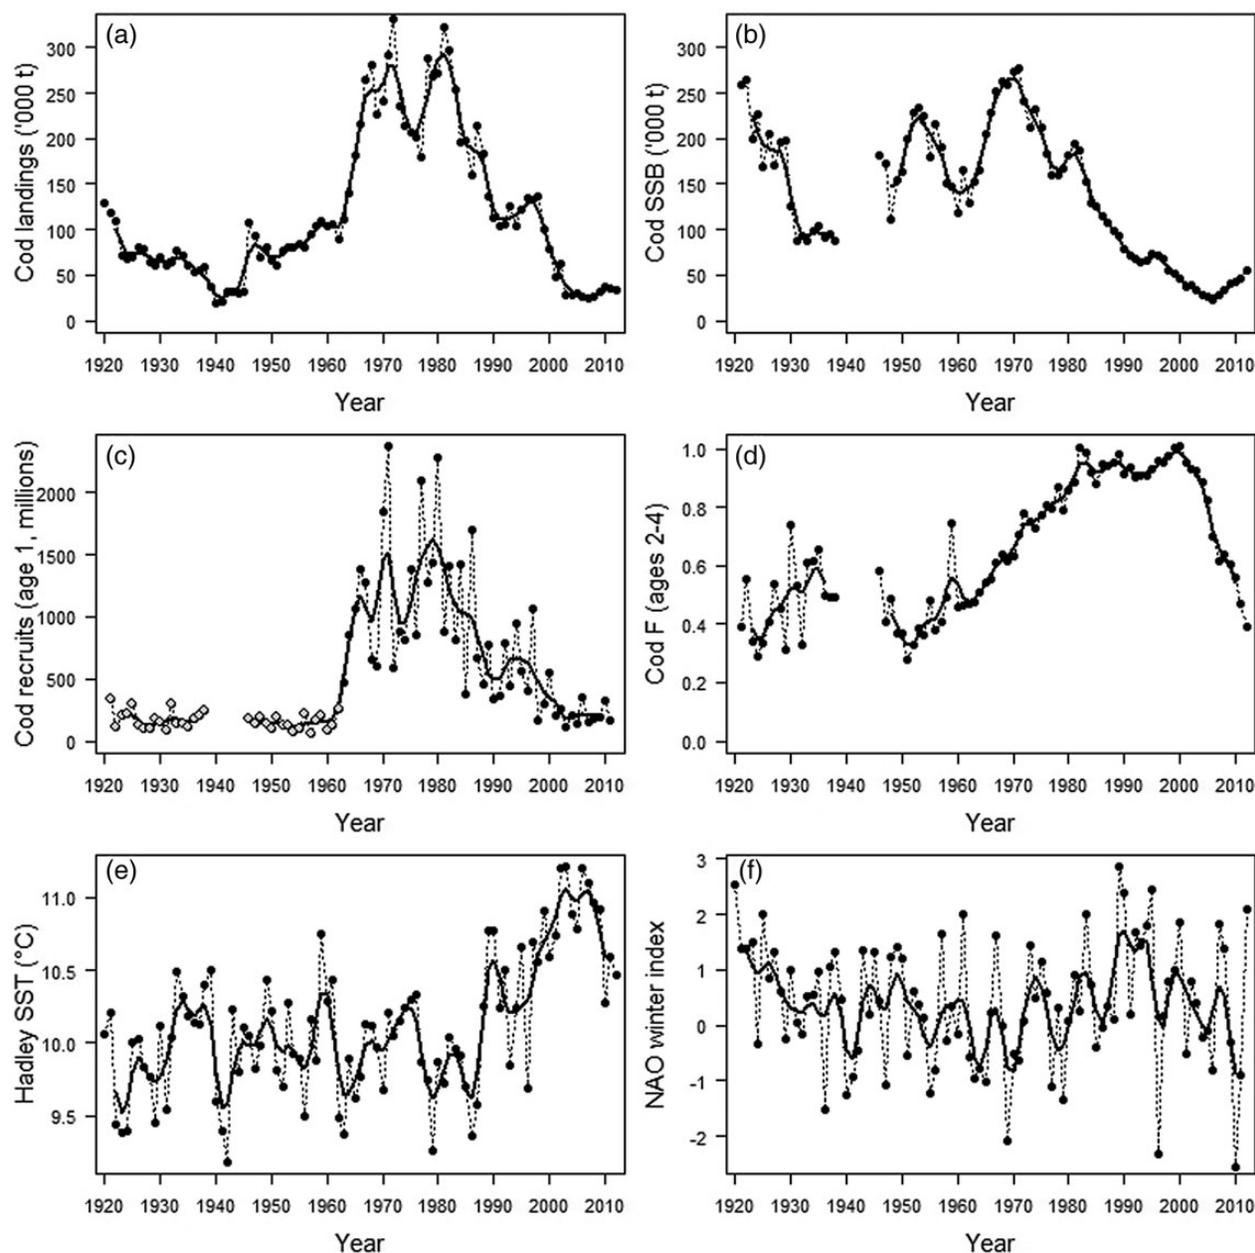 (a)
Cod landings ('000 t)
300
250
200
150
100
50
0
1920 1930 1940 1950 1960 1970 1980 1990 2000 2010
Year
(b)
Cod SSB ('000 t)
300
250
200
150
100
50
0
1920 1930 1940 1950 1960 1970 1980 1990 2000 2010
Year
(c)
Cod recruits (age 1, millions)
2000
1500
1000
500
0
1920 1930 1940 1950 1960 1970 1980 1990 2000 2010
Year
(d)
Cod F (ages 2-4)
1.0
0.8
0.6
0.4
0.2
0.0
1920 1930 1940 1950 1960 1970 1980 1990 2000 2010
Year
(e)
Hadley SST (°C)
11.0
10.5
10.0
9.5
1920 1930 1940 1950 1960 1970 1980 1990 2000 2010
Year
(f)
NAO winter index
3
2
1
0
-1
-2
1920 1930 1940 1950 1960 1970 1980 1990 2000 2010
Year